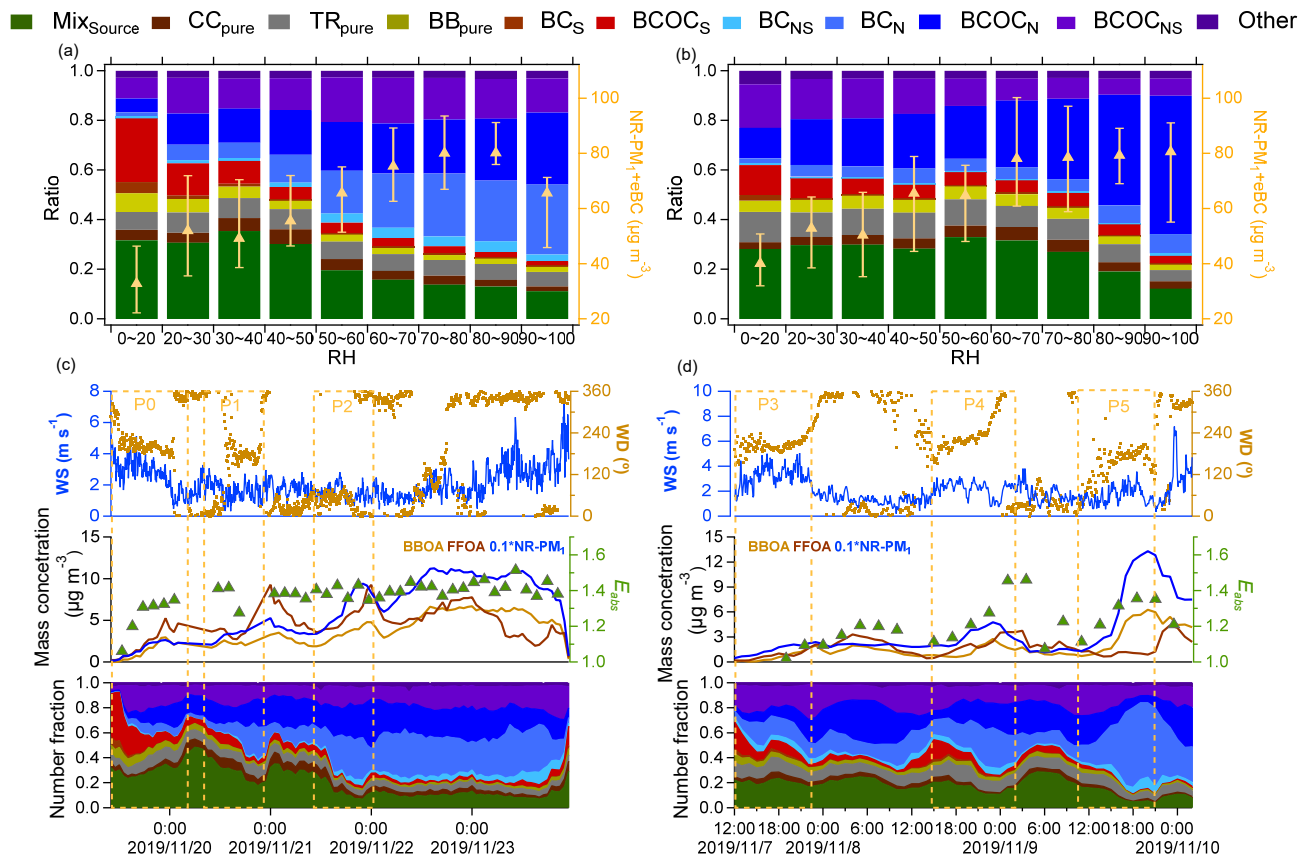 MixSource CCpure TRpure BBpure BCS BCOCS BCNS BCN BCOCN BCOCNS Other
(a) (b)
1.0 0.8 0.6 0.4 0.2 0.0
Ratio
100 80 60 40 20
NR-PM1+eBC (μg m-3)
0~20 20~30 30~40 40~50 50~60 60~70 70~80 80~90 90~100
RH
1.0 0.8 0.6 0.4 0.2 0.0
Ratio
100 80 60 40 20
NR-PM1+eBC (μg m-3)
0~20 20~30 30~40 40~50 50~60 60~70 70~80 80~90 90~100
RH
(c)
8 6 4 2 0
WS (m s-1)
P0 P1 P2
360 240 120 0
WD (º)
15 10 5 0
Mass concetration
(μg m-3)
BBOA FFOA 0.1*NR-PM1
1.6 1.4 1.2 1.0
Eabs
1.0 0.8 0.6 0.4 0.2 0.0
Number fraction
0:00 0:00 0:00 0:00
2019/11/20 2019/11/21 2019/11/22 2019/11/23
(d)
10 8 6 4 2 0
WS (m s-1)
P3 P4 P5
360 240 120 0
WD (º)
15 12 9 6 3 0
Mass concetration
(μg m-3)
BBOA FFOA 0.1*NR-PM1
1.6 1.4 1.2 1.0
Eabs
1.0 0.8 0.6 0.4 0.2 0.0
Number fraction
12:00 18:00 0:00 6:00 12:00 18:00 0:00 6:00 12:00 18:00 0:00
2019/11/7 2019/11/8 2019/11/9 2019/11/10